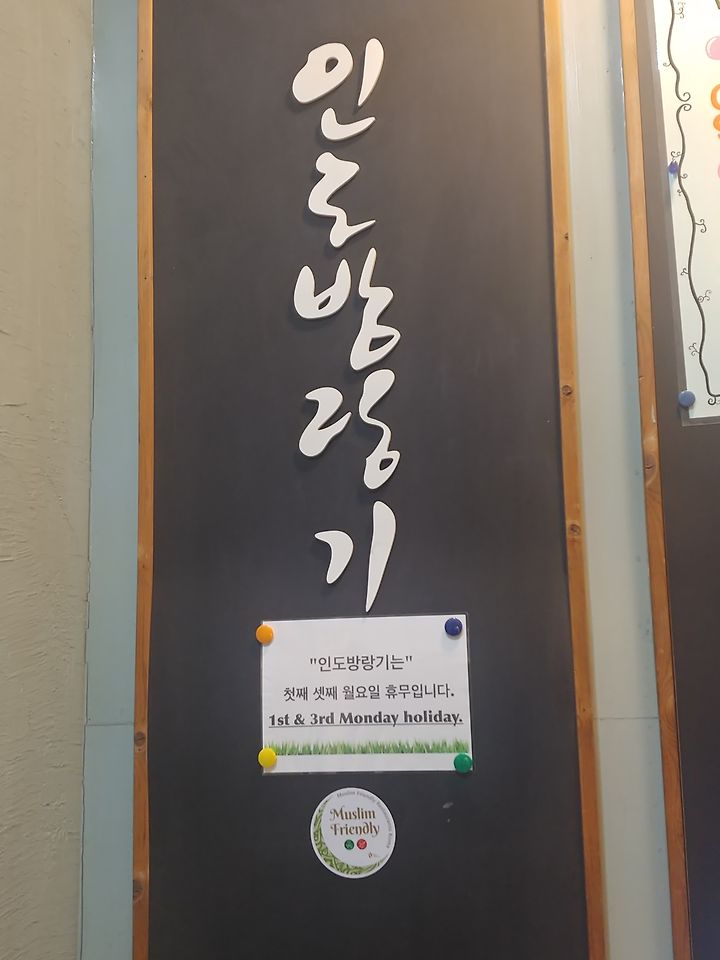 인도방랑기
"인도방랑기는"
첫째 셋째 월요일 휴무입니다.
1st & 3rd Monday holiday.
Muslim
Friendly